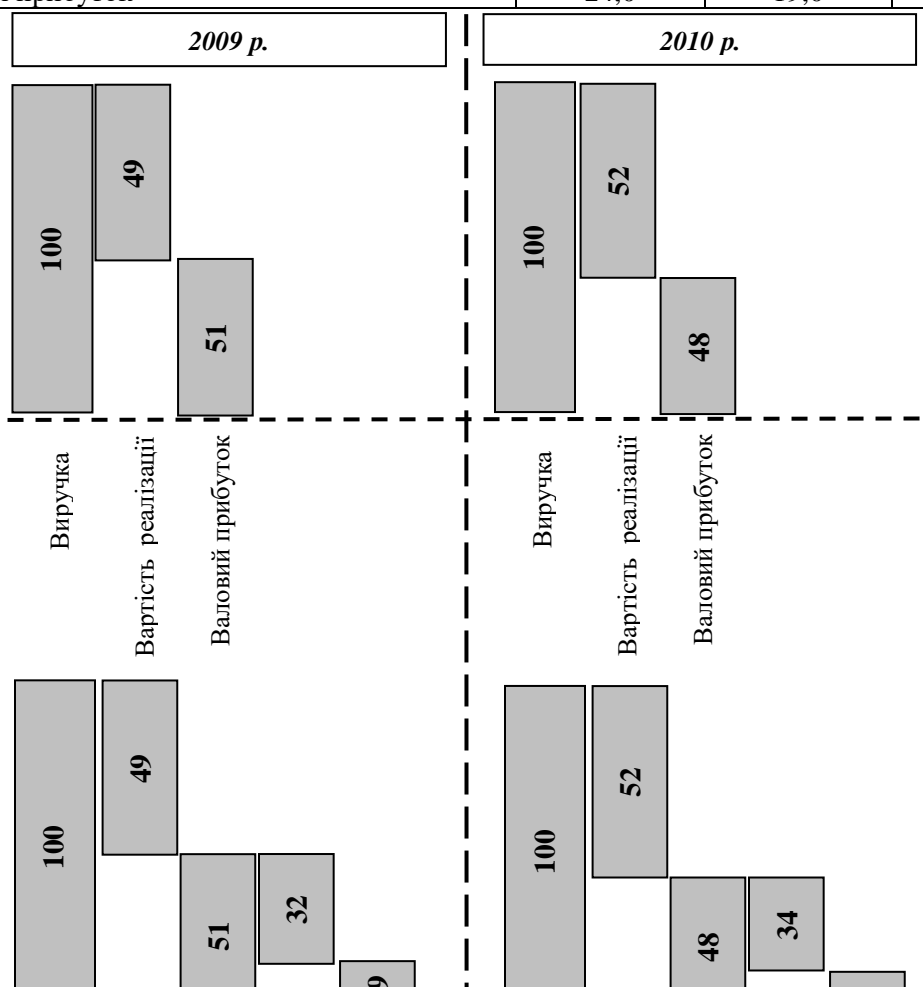 2009 р.
2010 р.
100
49
51
100
52
48
Виручка
Вартість реалізації
Валовий прибуток
Виручка
Вартість реалізації
Валовий прибуток
100
49
51
32
100
52
48
34